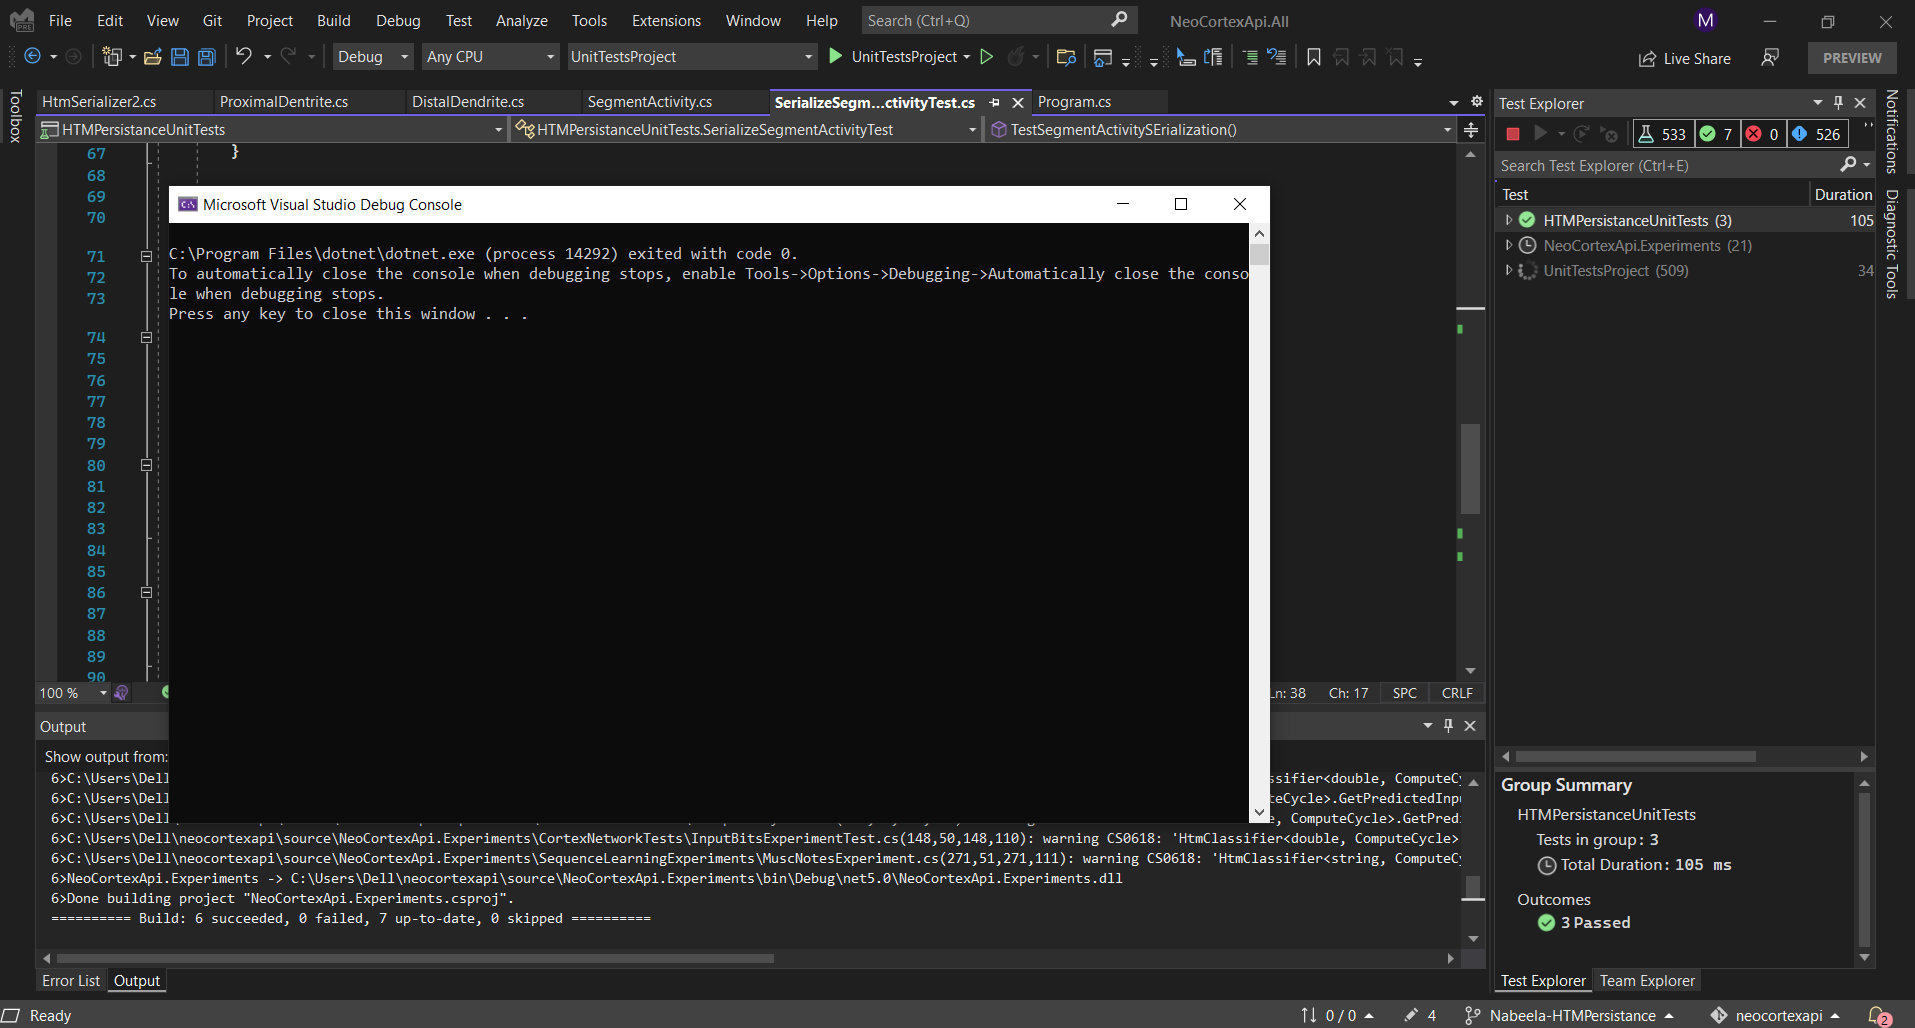 File Edit View Git Project Build Debug Test Analyze Tools Extensions Window Help Search (Ctrl+Q) NeoCortexApi.All M
Debug Any CPU UnitTestsProject UnitTestsProject Live Share PREVIEW
HtmSerializer2.cs ProximalDentrite.cs DistalDendrite.cs SegmentActivity.cs SerializeSegm...ctivityTest.cs Program.cs
HTMPersistanceUnitTests HTMPersistanceUnitTests.SerializeSegmentActivityTest TestSegmentActivitySErialization()
Toolbox
67 }
68
69
70
71
72
73
74
75
76
77
78
79
80
81
82
83
84
85
86
87
88
89
90
Microsoft Visual Studio Debug Console
C:\Program Files\dotnet\dotnet.exe (process 14292) exited with code 0.
To automatically close the console when debugging stops, enable Tools->Options->Debugging->Automatically close the conso
le when debugging stops.
Press any key to close this window . . .
100 % Ln: 38 Ch: 17 SPC CRLF
Output
Show output from:
6>C:\Users\Dell ssifier<double, ComputeCy
6>C:\Users\Dell teCycle>.GetPredictedInpu
6>C:\Users\Dell , ComputeCycle>.GetPredi
6>C:\Users\Dell\neocortexapi\source\NeoCortexApi.Experiments\CortexNetworkTests\InputBitsExperimentTest.cs(148,50,148,110): warning CS0618: 'HtmClassifier<double, ComputeCycle>
6>C:\Users\Dell\neocortexapi\source\NeoCortexApi.Experiments\SequenceLearningExperiments\MuscNotesExperiment.cs(271,51,271,111): warning CS0618: 'HtmClassifier<string, ComputeCy
6>NeoCortexApi.Experiments -> C:\Users\Dell\neocortexapi\source\NeoCortexApi.Experiments\bin\Debug\net5.0\NeoCortexApi.Experiments.dll
6>Done building project "NeoCortexApi.Experiments.csproj".
========== Build: 6 succeeded, 0 failed, 7 up-to-date, 0 skipped ==========
Error List Output
Test Explorer
533 7 0 526
Search Test Explorer (Ctrl+E)
Test Duration
HTMPersistanceUnitTests (3) 105
NeoCortexApi.Experiments (21)
UnitTestsProject (509) 34
Group Summary
HTMPersistanceUnitTests
Tests in group: 3
Total Duration: 105 ms
Outcomes
3 Passed
Test Explorer Team Explorer
Notifications
Diagnostic Tools
Ready 0 / 0 4 Nabeela-HTMPersistance neocortexapi 2